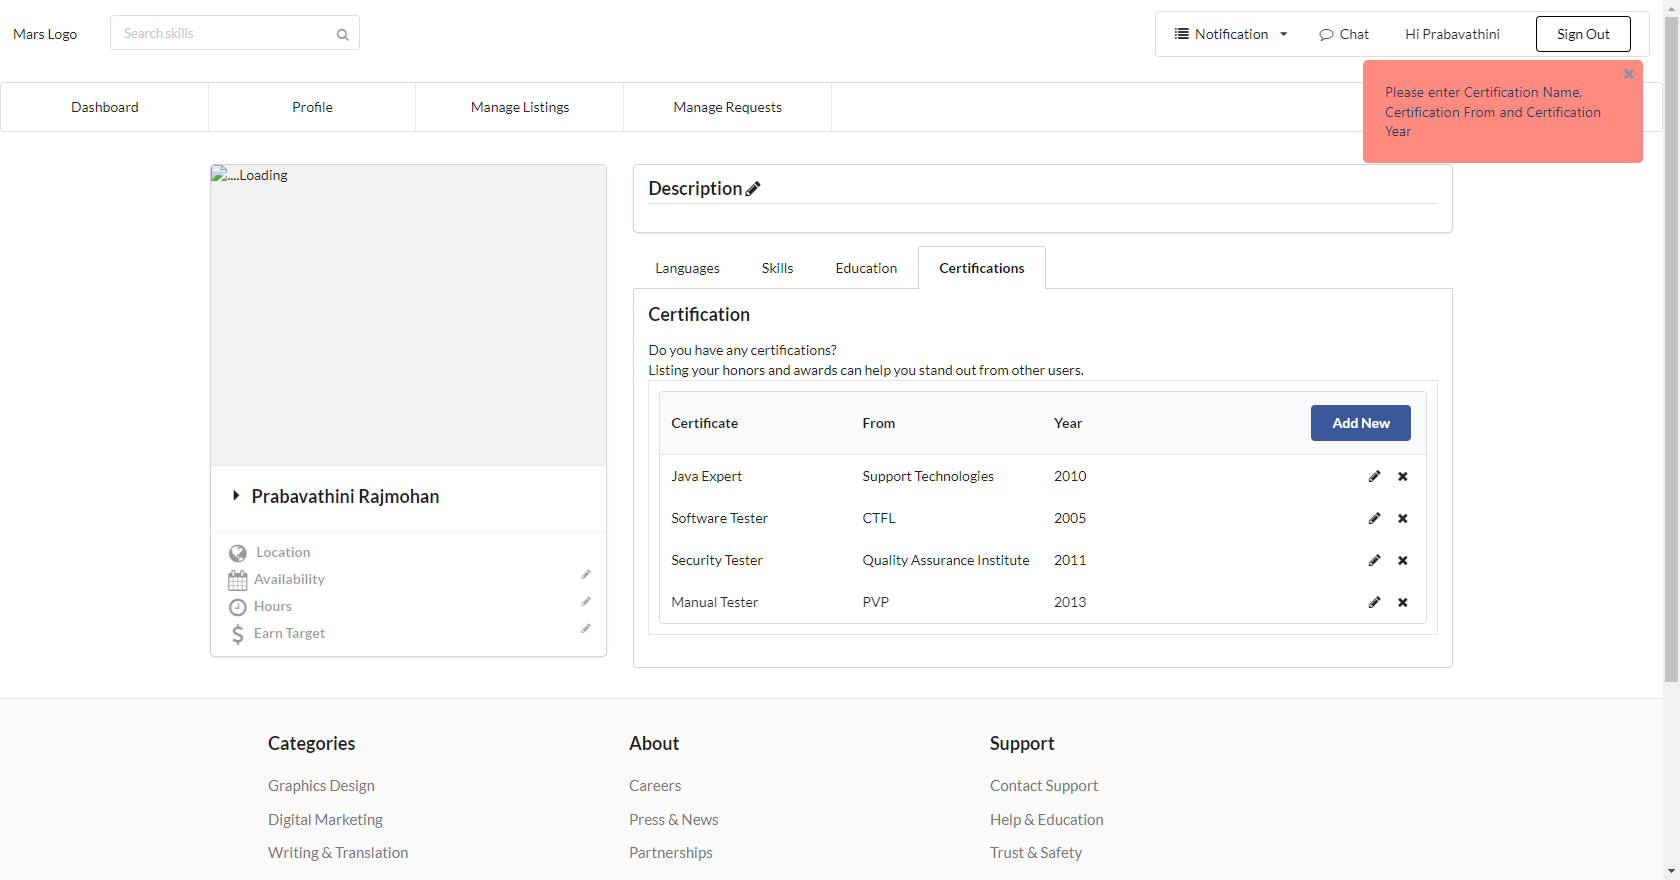 Mars Logo
Search skills
Notification
Chat
Hi Prabavathini
Sign Out
Please enter Certification Name,
Certification From and Certification
Year
Dashboard
Profile
Manage Listings
Manage Requests
....Loading
Prabavathini Rajmohan
Location
Availability
Hours
Earn Target
Description
Languages
Skills
Education
Certifications
Certification
Do you have any certifications?
Listing your honors and awards can help you stand out from other users.
Certificate From Year Add New
Java Expert Support Technologies 2010
Software Tester CTFL 2005
Security Tester Quality Assurance Institute 2011
Manual Tester PVP 2013
Categories
Graphics Design
Digital Marketing
Writing & Translation
About
Careers
Press & News
Partnerships
Support
Contact Support
Help & Education
Trust & Safety